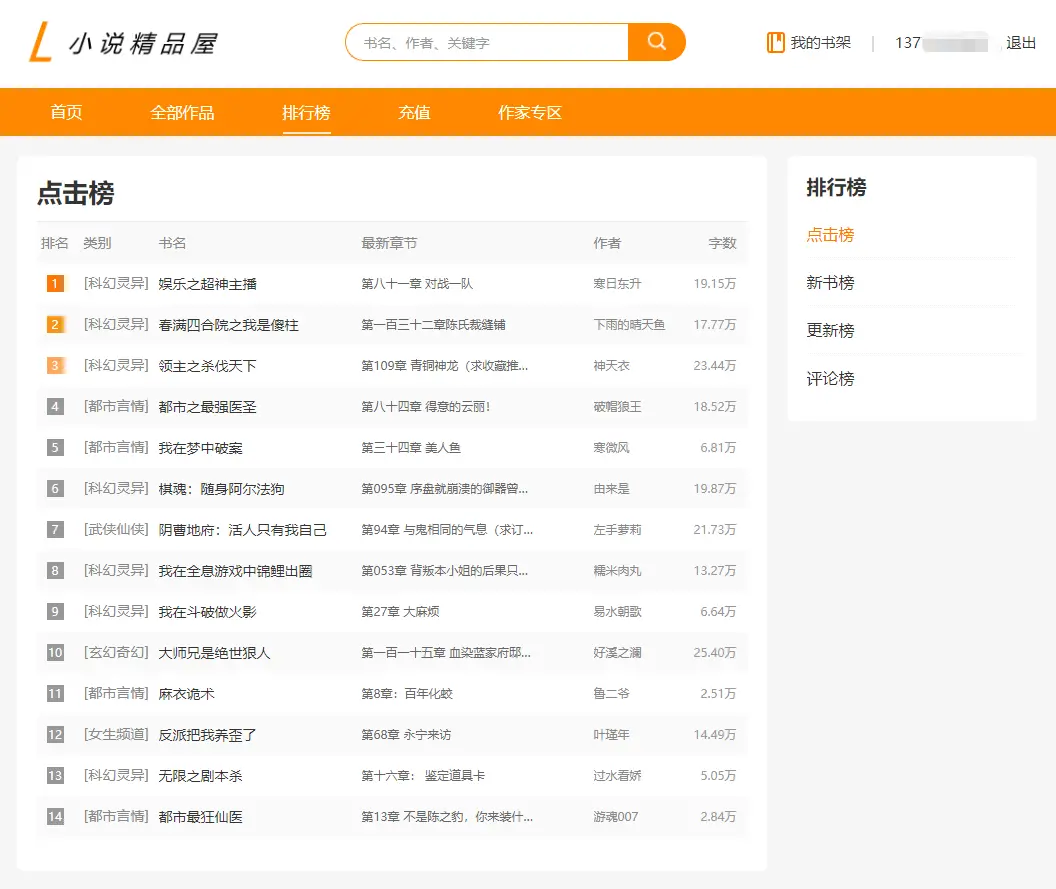 小说精品屋 书名、作者、关键字 我的书架 | 137 退出
首页 全部作品 排行榜 充值 作家专区
点击榜
排名 类别 书名 最新章节 作者 字数
1 [科幻灵异] 娱乐之超神主播 第八十一章 对战一队 寒日东升 19.15万
2 [科幻灵异] 春满四合院之我是傻柱 第一百三十二章陈氏裁缝铺 下雨的晴天鱼 17.77万
3 [科幻灵异] 领主之杀伐天下 第109章 青铜神龙（求收藏推... 神天衣 23.44万
4 [都市言情] 都市之最强医圣 第八十四章 得意的云丽！ 破帽狼王 18.52万
5 [都市言情] 我在梦中破案 第三十四章 美人鱼 寒微风 6.81万
6 [科幻灵异] 棋魂：随身阿尔法狗 第095章 序盘就崩溃的御器曾... 由来是 19.87万
7 [武侠仙侠] 阴曹地府：活人只有我自己 第94章 与鬼相同的气息（求订... 左手萝莉 21.73万
8 [科幻灵异] 我在全息游戏中锦鲤出圈 第053章 背叛本小姐的后果只... 糯米肉丸 13.27万
9 [科幻灵异] 我在斗破做火影 第27章 大麻烦 易水朝歌 6.64万
10 [玄幻奇幻] 大师兄是绝世狠人 第一百一十五章 血染蓝家府邸... 好溪之澜 25.40万
11 [都市言情] 麻衣诡术 第8章：百年化蛟 鲁二爷 2.51万
12 [女生频道] 反派把我养歪了 第68章 永宁来访 叶瑾年 14.49万
13 [科幻灵异] 无限之剧本杀 第十六章： 鉴定道具卡 过水看娇 5.05万
14 [都市言情] 都市最狂仙医 第13章 不是陈之豹，你来装什... 游魂007 2.84万
排行榜
点击榜
新书榜
更新榜
评论榜